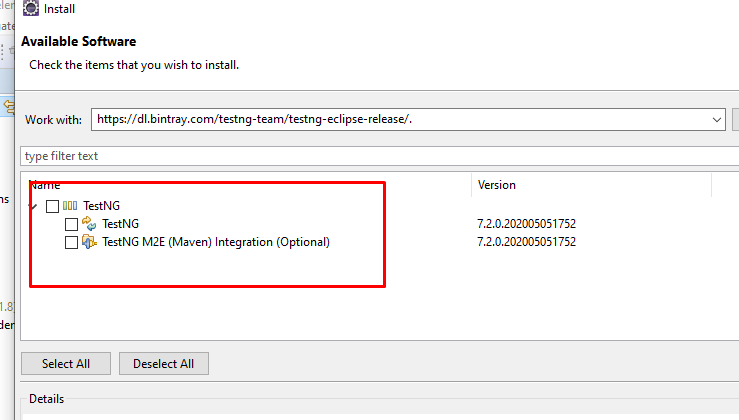 Install
Available Software
Check the items that you wish to install.
Work with: https://dl.bintray.com/testng-team/testng-eclipse-release/.
type filter text
Name Version
TestNG
TestNG 7.2.0.202005051752
TestNG M2E (Maven) Integration (Optional) 7.2.0.202005051752
Select All Deselect All
Details